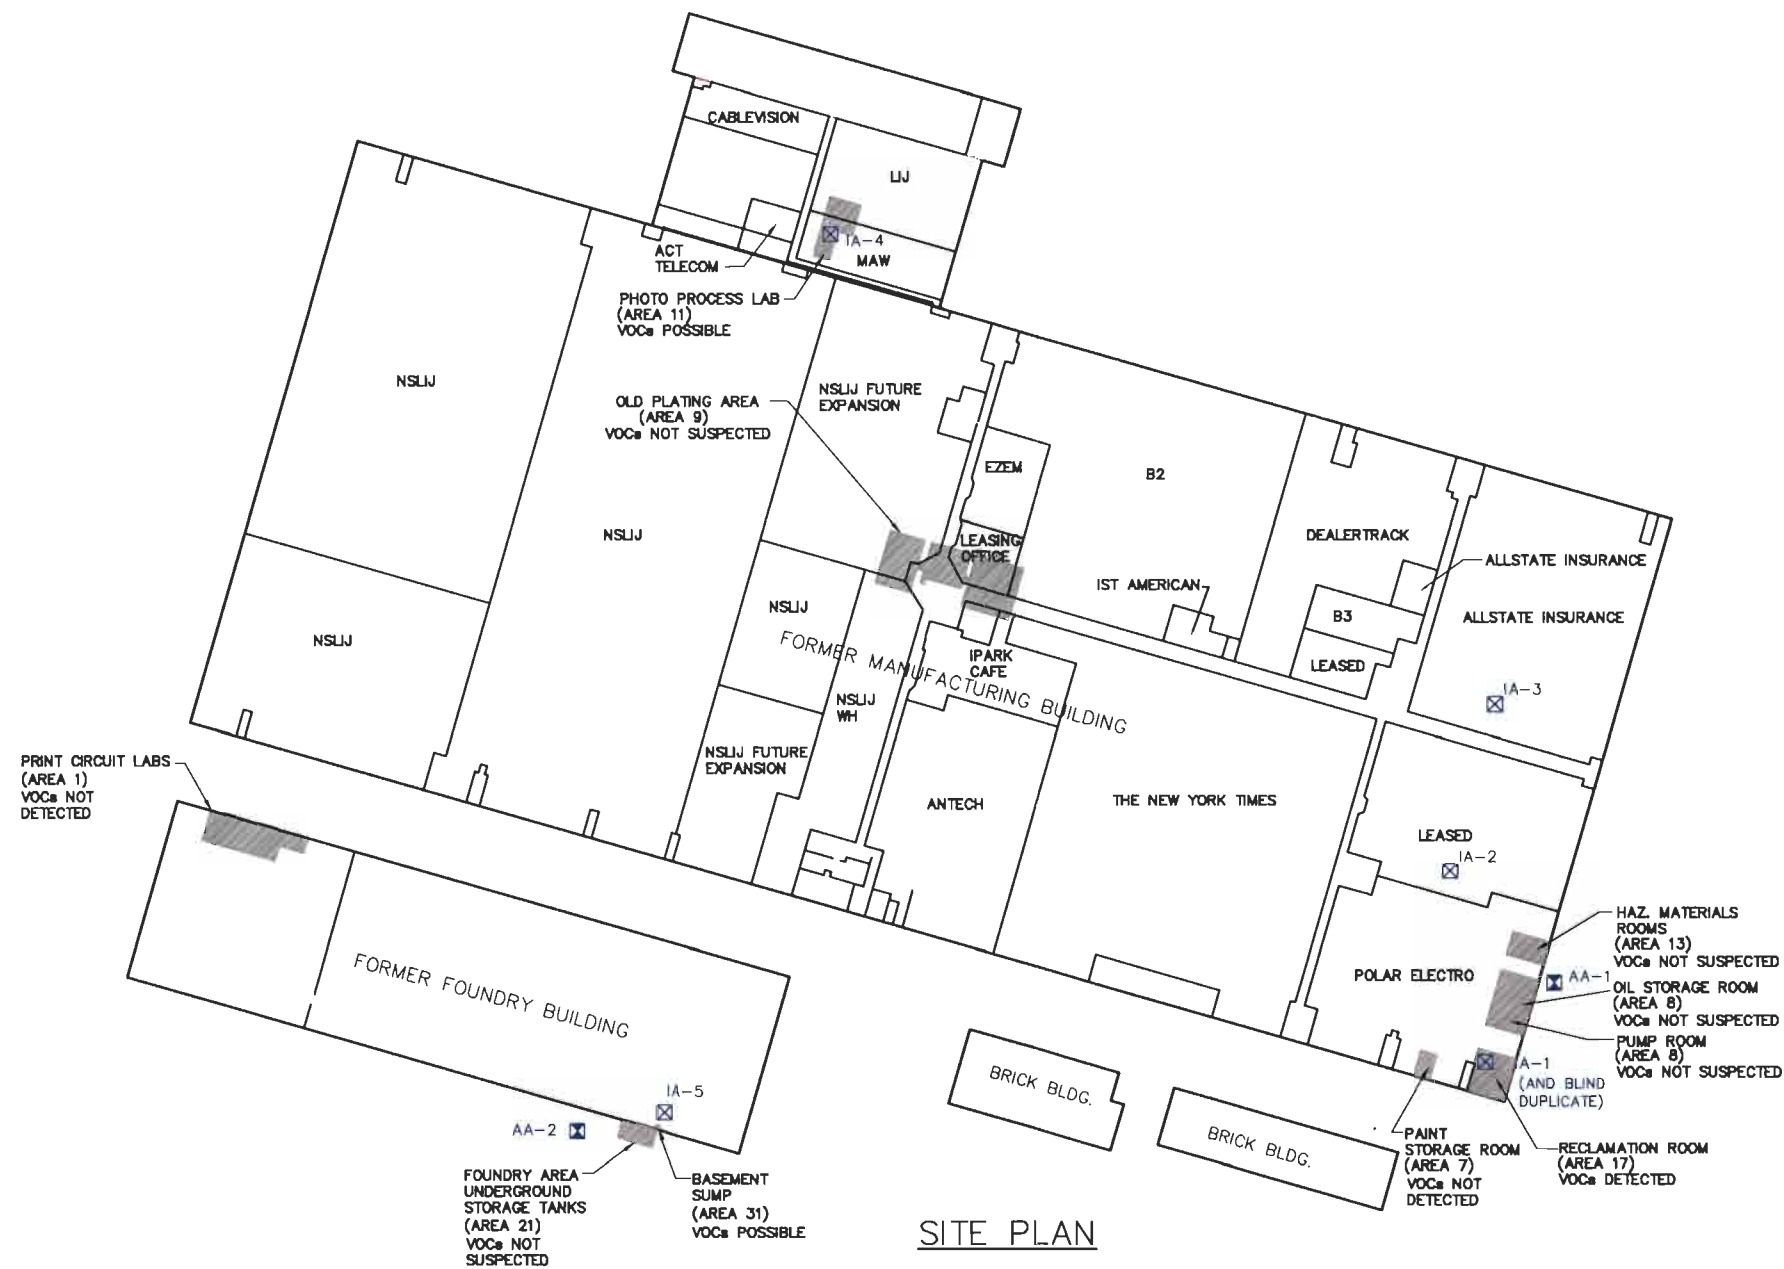 CABLEVISION
LIJ
IA-4
MAW
ACT
TELECOM
PHOTO PROCESS LAB
(AREA 11)
VOCs POSSIBLE
NSLIJ
OLD PLATING AREA
(AREA 9)
VOCs NOT SUSPECTED
NSLIJ FUTURE
EXPANSION
EZEM
B2
LEASING
OFFICE
DEALERTRACK
ALLSTATE INSURANCE
IST AMERICAN
NSLIJ
NSLIJ
B3
ALLSTATE INSURANCE
NSLIJ
LEASED
FORMER MANUFACTURING BUILDING
IPARK
CAFE
IA-3
NSLIJ
WH
NSLIJ FUTURE
EXPANSION
PRINT CIRCUIT LABS
(AREA 1)
VOCs NOT
DETECTED
ANTECH
THE NEW YORK TIMES
LEASED
IA-2
HAZ. MATERIALS
ROOMS
(AREA 13)
VOCs NOT SUSPECTED
POLAR ELECTRO
AA-1
OIL STORAGE ROOM
(AREA 8)
VOCs NOT SUSPECTED
PUMP ROOM
(AREA 8)
VOCs NOT SUSPECTED
FORMER FOUNDRY BUILDING
IA-1
(AND BLIND
DUPLICATE)
BRICK BLDG.
BRICK BLDG.
IA-5
AA-2
PAINT
STORAGE ROOM
(AREA 7)
VOCs NOT
DETECTED
RECLAMATION ROOM
(AREA 17)
VOCs DETECTED
FOUNDRY AREA
UNDERGROUND
STORAGE TANKS
(AREA 21)
VOCs NOT
SUSPECTED
BASEMENT
SUMP
(AREA 31)
VOCs POSSIBLE
SITE PLAN